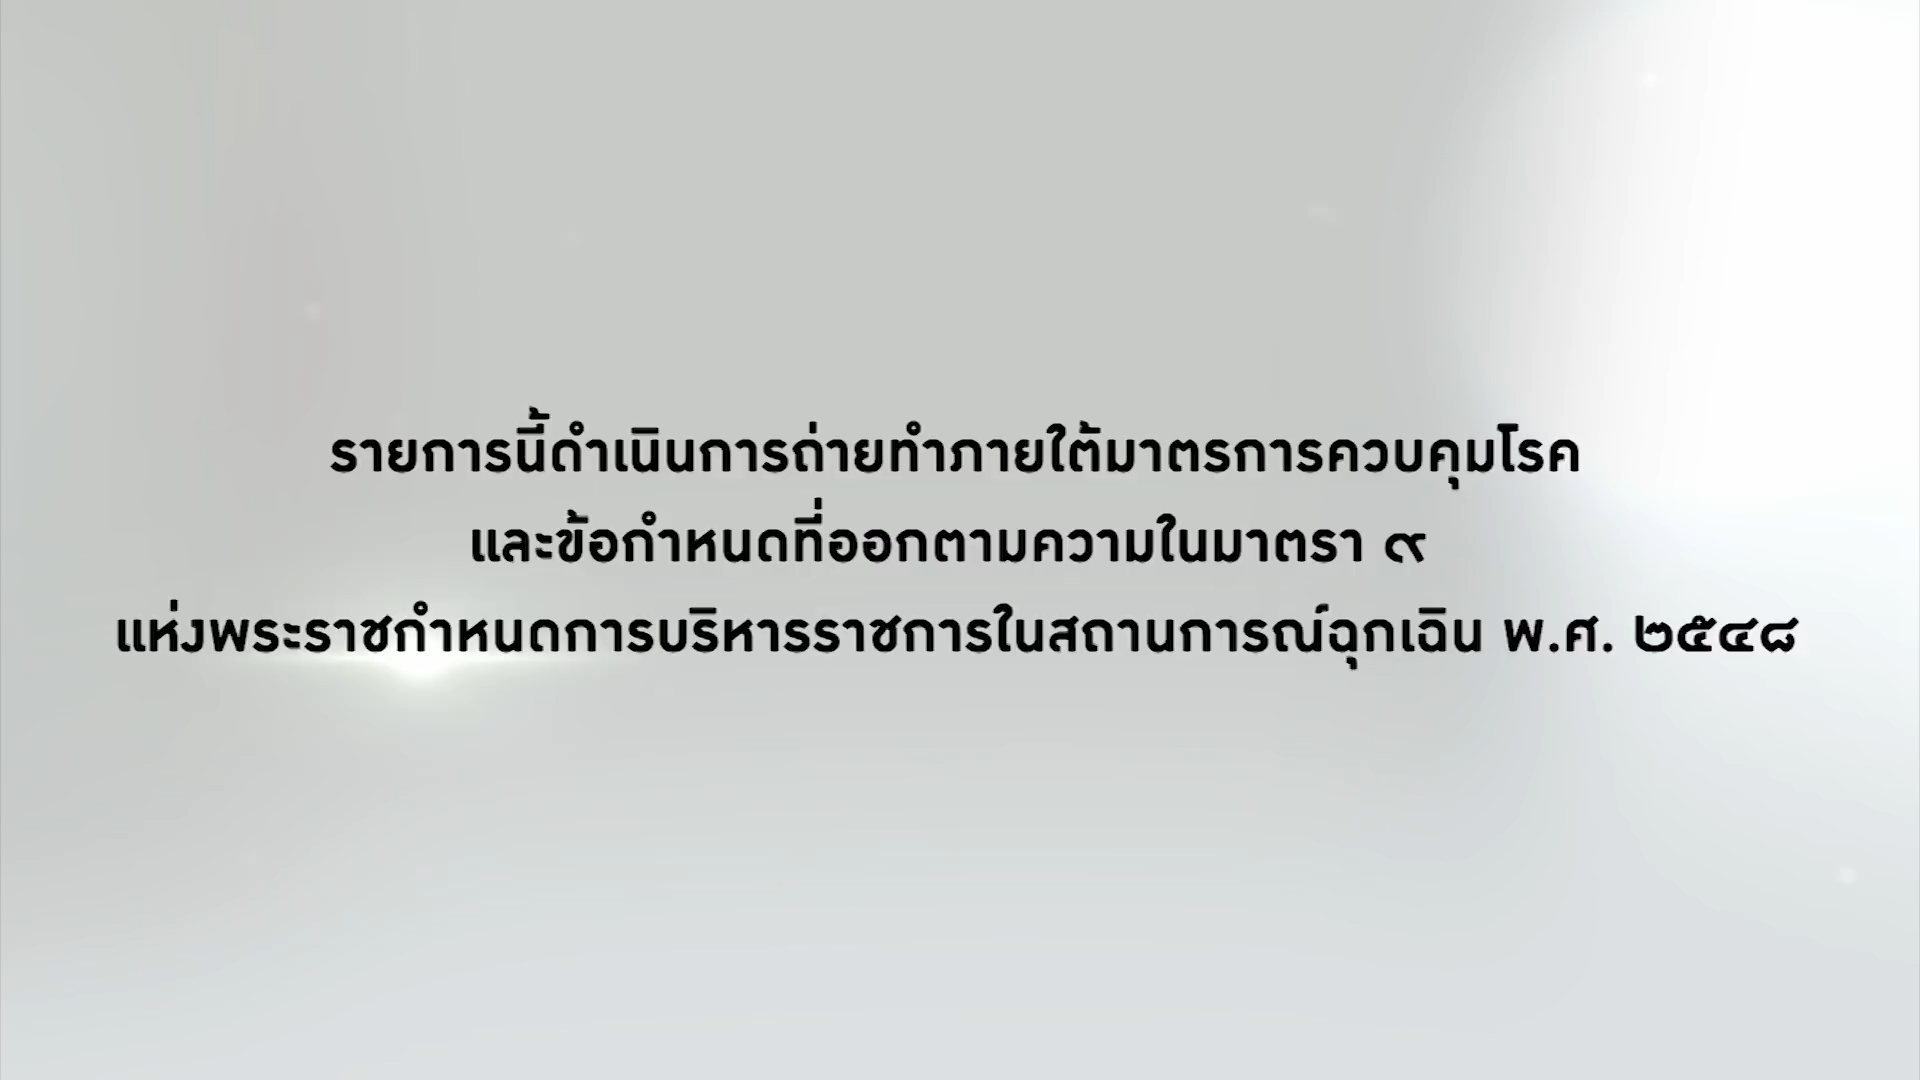 รายการนี้ดำเนินการถ่ายทำภายใต้มาตรการควบคุมโรค
และข้อกำหนดที่ออกตามความในมาตรา ๙
แห่งพระราชกำหนดการบริหารราชการในสถานการณ์ฉุกเฉิน พ.ศ. ๒๕๔๘